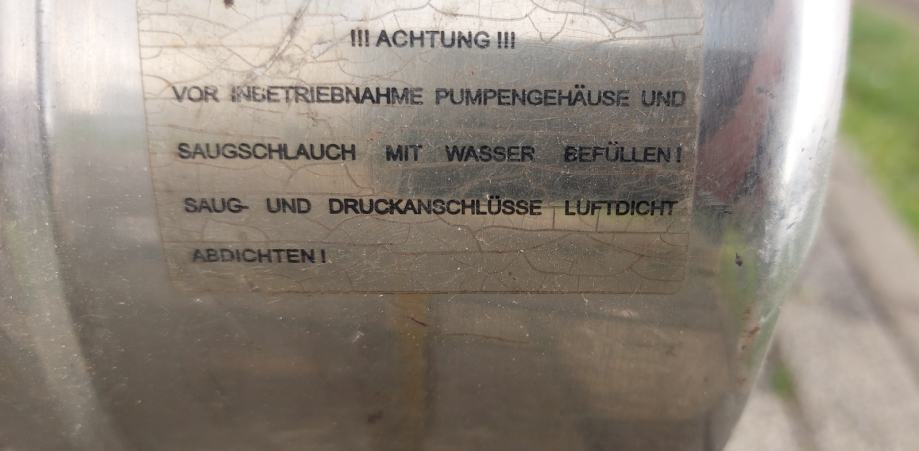 !!! ACHTUNG !!!
VOR INBETRIEBNAHME PUMPENGEHÄUSE UND
SAUGSCHLAUCH MIT WASSER BEFÜLLEN!
SAUG- UND DRUCKANSCHLÜSSE LUFTDICHT
ABDICHTEN!